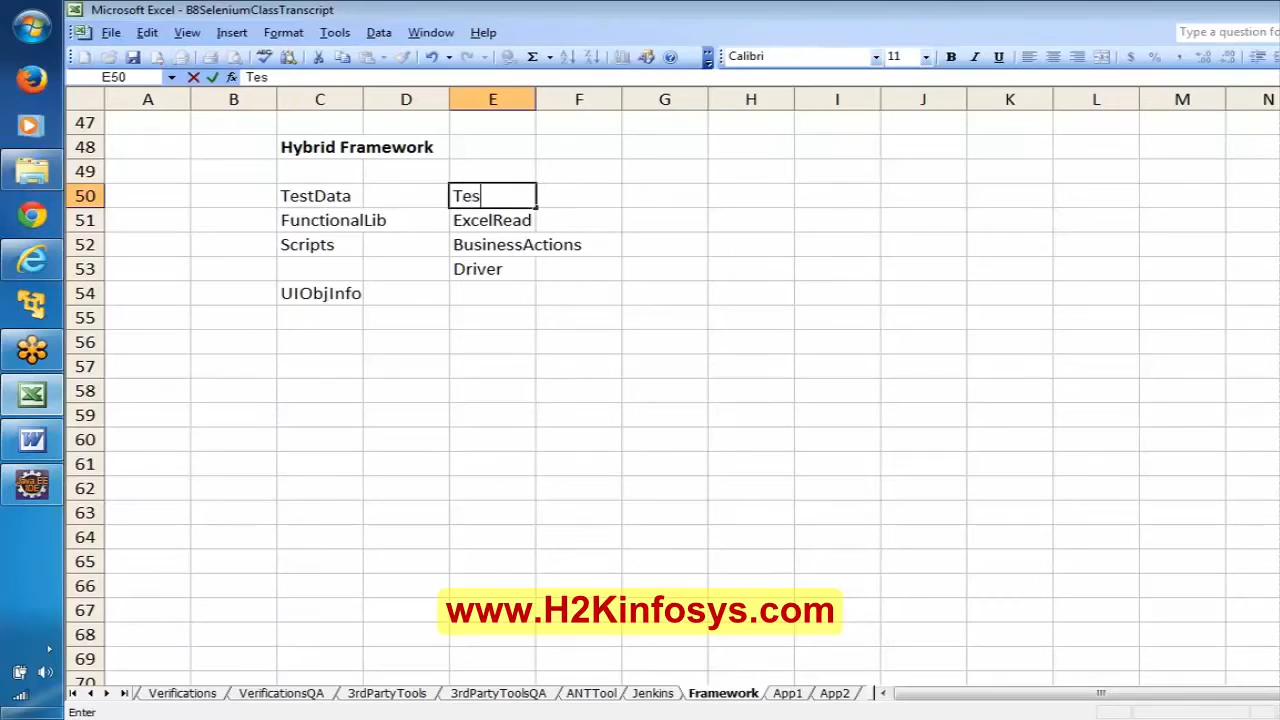 Microsoft Excel - B8SeleniumClassTranscript
File Edit View Insert Format Tools Data Window Help
Type a question fo
Calibri 11 B I U
E50 Tes
A B C D E F G H I J K L M N
47
48 Hybrid Framework
49
50 TestData Tes
51 FunctionalLib ExcelRead
52 Scripts BusinessActions
53 Driver
54 UIObjInfo
55
56
57
58
59
60
61
62
63
64
65
66
67
68
69
70
www.H2Kinfosys.com
Verifications VerificationsQA 3rdPartyTools 3rdPartyToolsQA ANTTool Jenkins Framework App1 App2
Enter